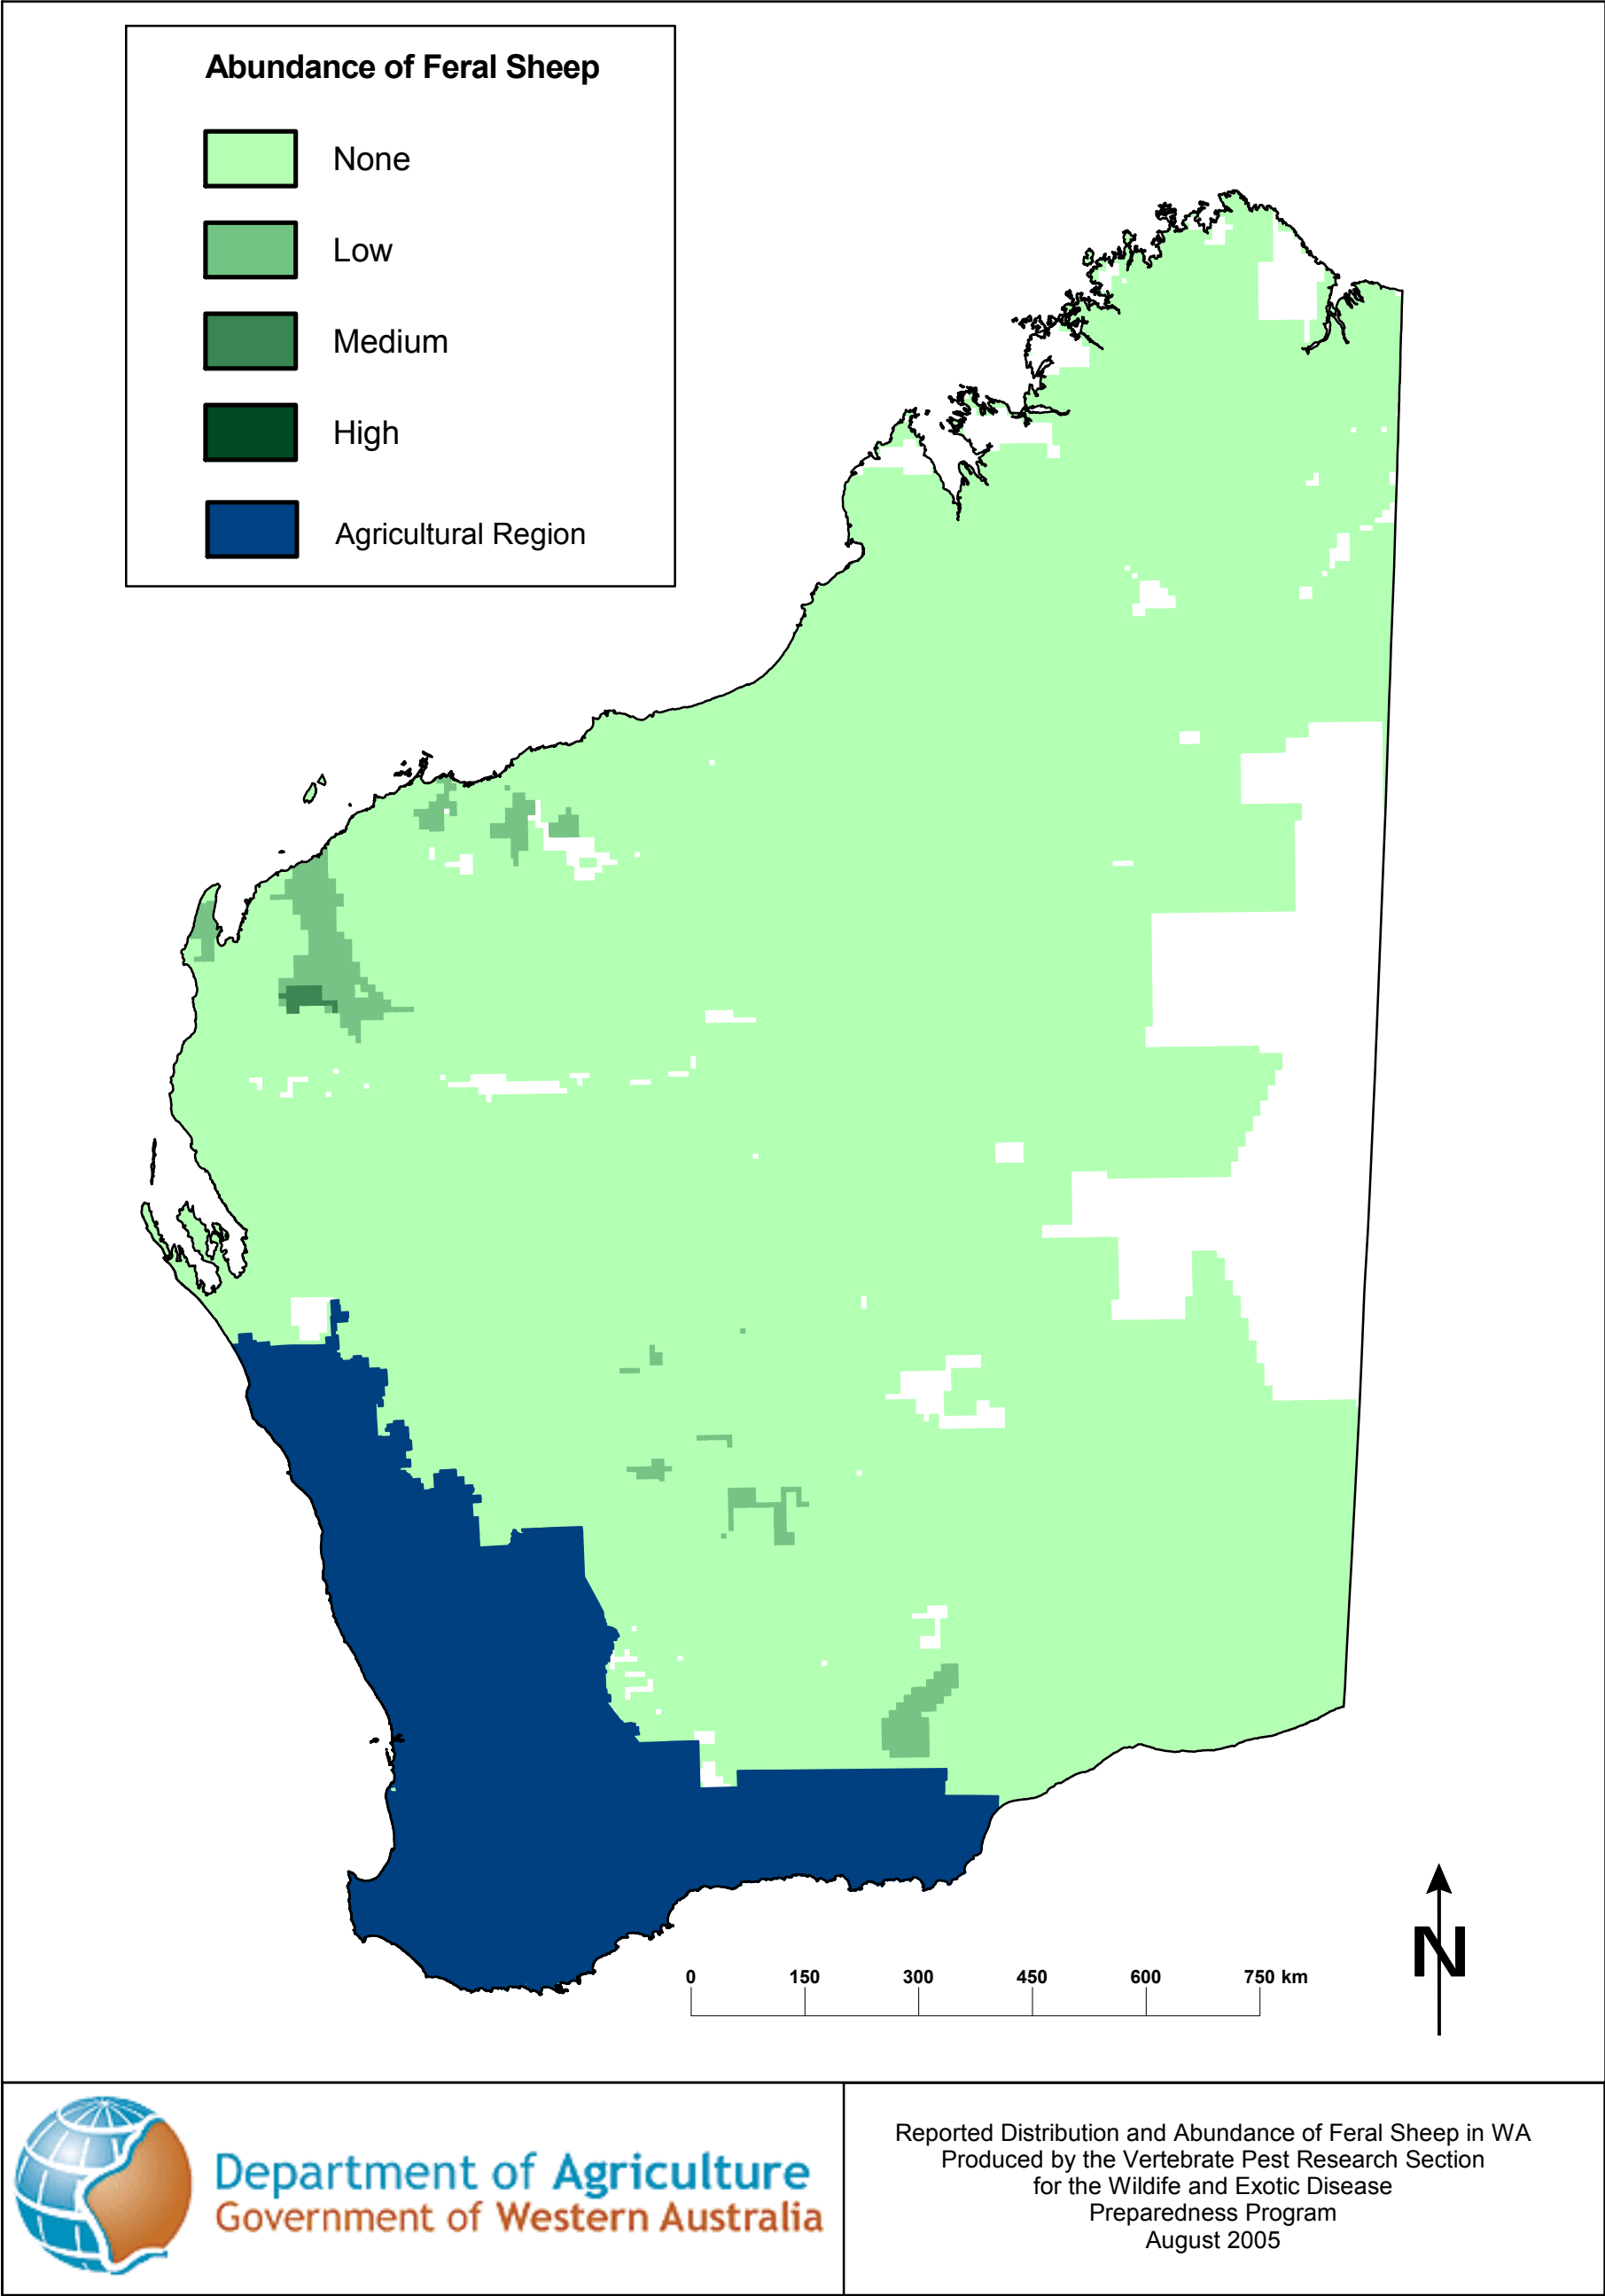 Abundance of Feral Sheep
None
Low
Medium
High
Agricultural Region
0 150 300 450 600 750 km
N
Department of Agriculture
Government of Western Australia
Reported Distribution and Abundance of Feral Sheep in WA
Produced by the Vertebrate Pest Research Section
for the Wildife and Exotic Disease
Preparedness Program
August 2005